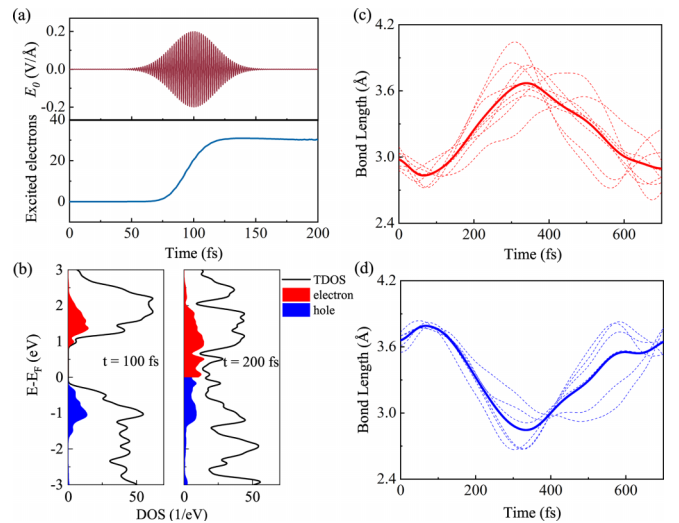 (a)
E₀ (V/Å)
0.2
0.0
-0.2
Excited electrons
40
20
0
0 50 100 150 200
Time (fs)
(b)
E-E_F (eV)
3
2
1
0
-1
-2
-3
t = 100 fs
t = 200 fs
TDOS
electron
hole
0 50 0 50
DOS (1/eV)
(c)
Bond Length (Å)
4.2
3.6
3.0
2.4
0 200 400 600
Time (fs)
(d)
Bond Length (Å)
4.2
3.6
3.0
2.4
0 200 400 600
Time (fs)